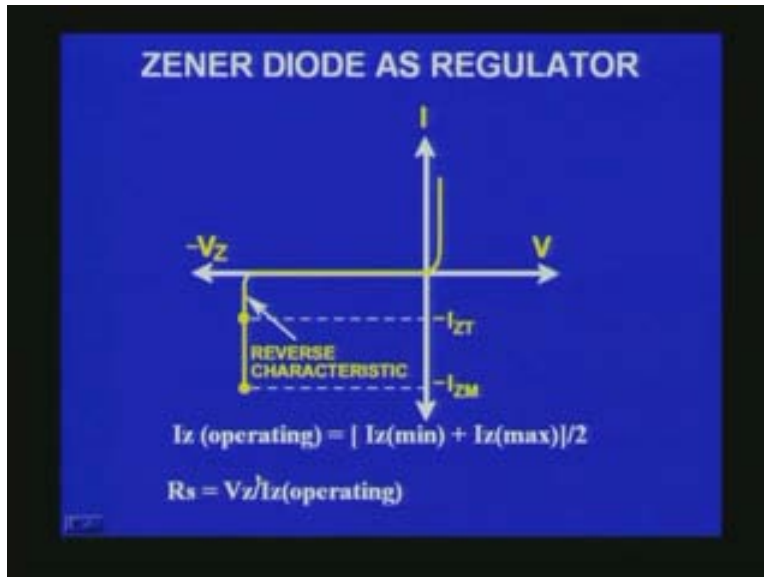 ZENER DIODE AS REGULATOR
I
-VZ
V
-IZT
REVERSE
CHARACTERISTIC
-IZM
Iz (operating) = [ Iz(min) + Iz(max)]/2
Rs = Vz/Iz(operating)